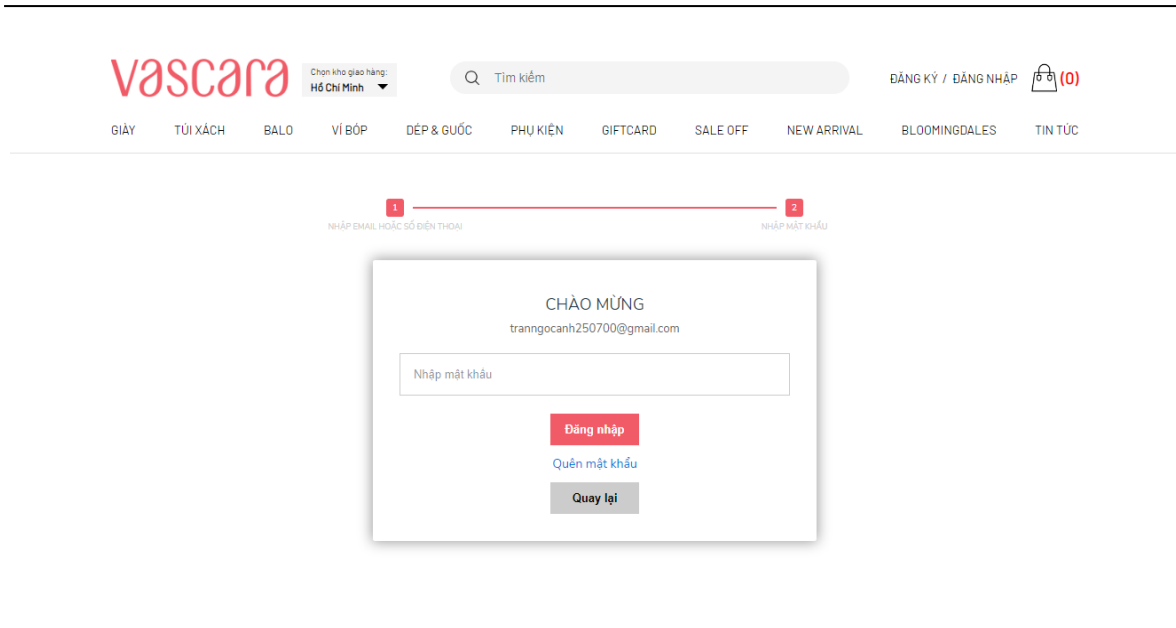 vascara
Chọn kho giao hàng:
Hồ Chí Minh
Tìm kiếm
ĐĂNG KÝ / ĐĂNG NHẬP
(0)
GIÀY TÚI XÁCH BALO VÍ BÓP DÉP & GUỐC PHỤ KIỆN GIFTCARD SALE OFF NEW ARRIVAL BLOOMINGDALES TIN TỨC
1 2
NHẬP EMAIL HOẶC SỐ ĐIỆN THOẠI NHẬP MẬT KHẨU
CHÀO MỪNG
tranngocanh250700@gmail.com
Nhập mật khẩu
Đăng nhập
Quên mật khẩu
Quay lại